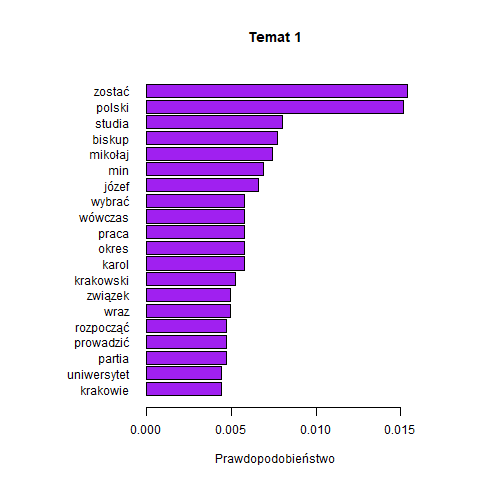 Temat 1
zostać
polski
studia
biskup
mikołaj
min
józef
wybrać
wówczas
praca
okres
karol
krakowski
związek
wraz
rozpocząć
prowadzić
partia
uniwersytet
krakowie
0.000 0.005 0.010 0.015
Prawdopodobieństwo